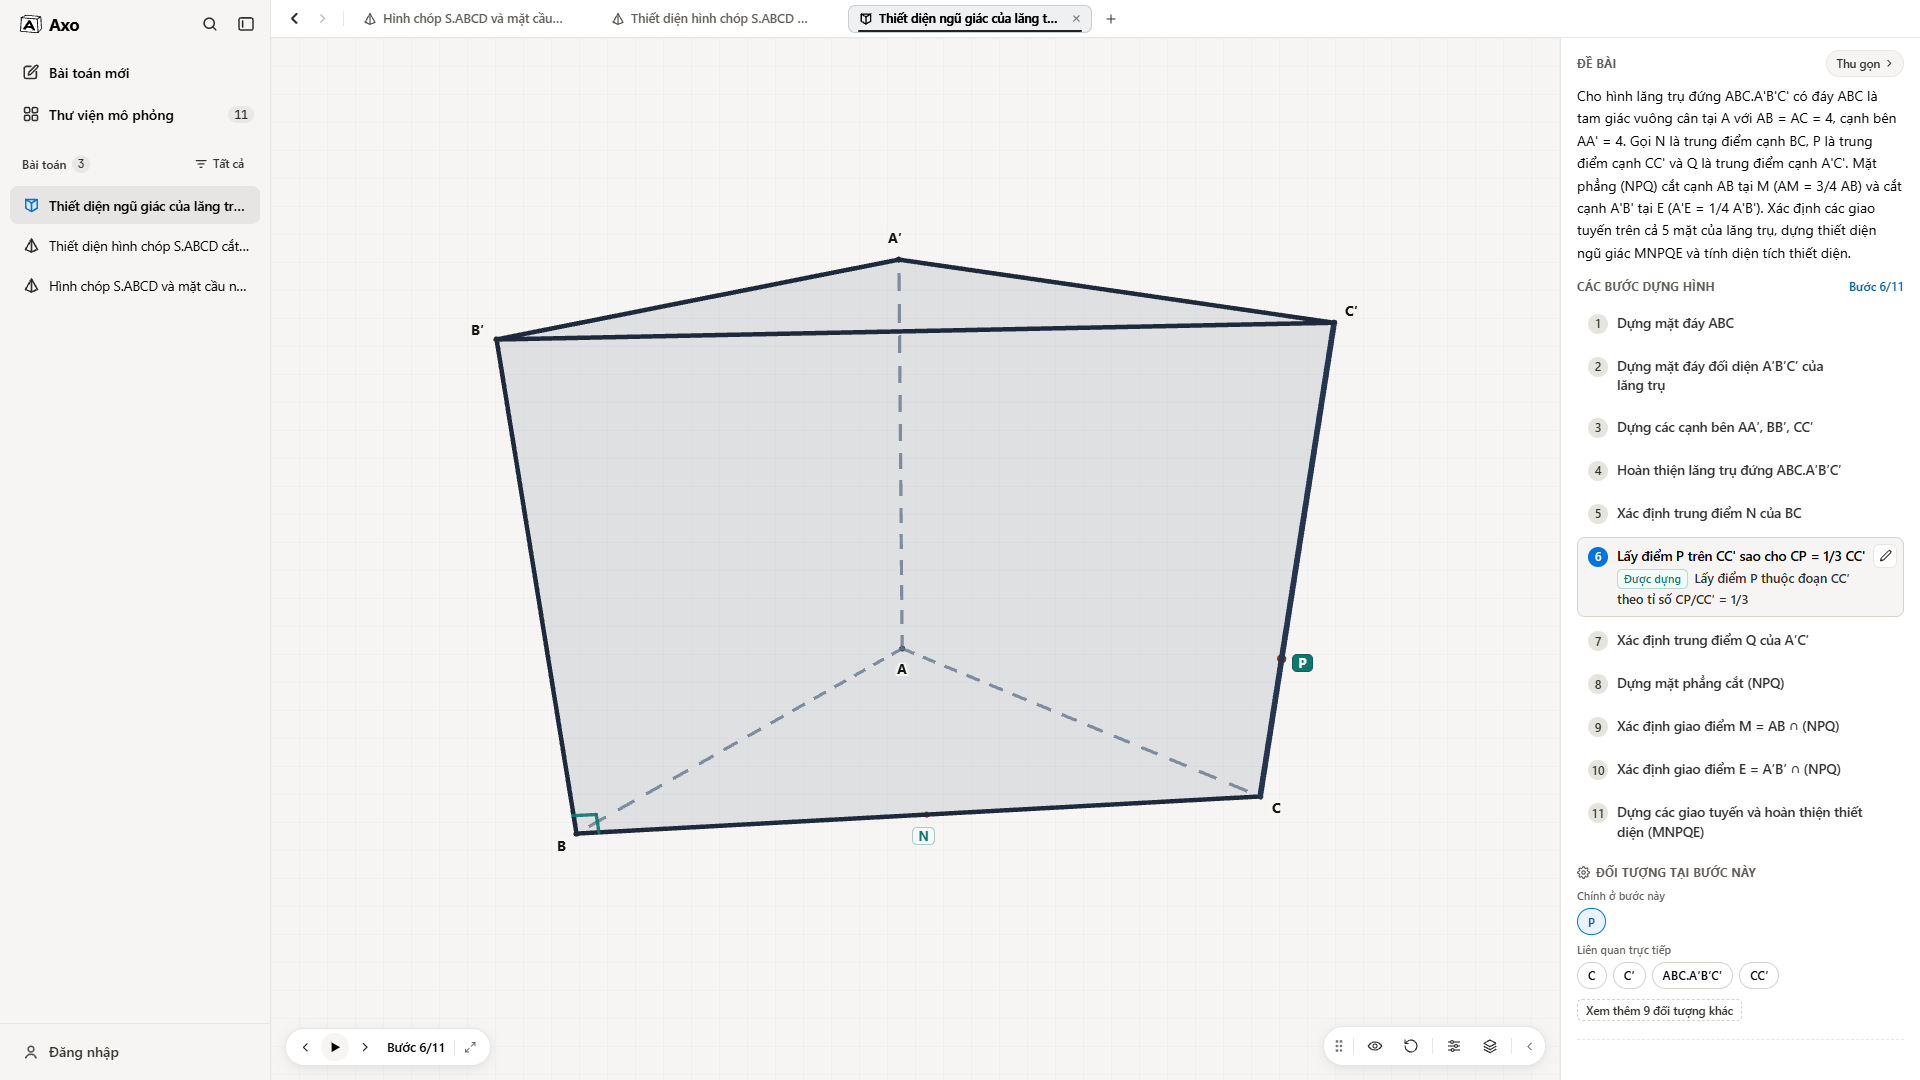 Axo
Bài toán mới
Thư viện mô phỏng 11
Bài toán 3 Tất cả
Thiết diện ngũ giác của lăng tr...
Thiết diện hình chóp S.ABCD cắt...
Hình chóp S.ABCD và mặt cầu n...
Đăng nhập
Hình chóp S.ABCD và mặt cầu...
Thiết diện hình chóp S.ABCD ...
Thiết diện ngũ giác của lăng t...
A′
B′
C′
A
P
C
N
B
Bước 6/11
ĐỀ BÀI
Thu gọn
Cho hình lăng trụ đứng ABC.A'B'C' có đáy ABC là
tam giác vuông cân tại A với AB = AC = 4, cạnh bên
AA' = 4. Gọi N là trung điểm cạnh BC, P là trung
điểm cạnh CC' và Q là trung điểm cạnh A'C'. Mặt
phẳng (NPQ) cắt cạnh AB tại M (AM = 3/4 AB) và cắt
cạnh A'B' tại E (A'E = 1/4 A'B'). Xác định các giao
tuyến trên cả 5 mặt của lăng trụ, dựng thiết diện
ngũ giác MNPQE và tính diện tích thiết diện.
CÁC BƯỚC DỰNG HÌNH
Bước 6/11
1 Dựng mặt đáy ABC
2 Dựng mặt đáy đối diện A′B′C′ của
lăng trụ
3 Dựng các cạnh bên AA′, BB′, CC′
4 Hoàn thiện lăng trụ đứng ABC.A′B′C′
5 Xác định trung điểm N của BC
6 Lấy điểm P trên CC' sao cho CP = 1/3 CC'
Được dựng Lấy điểm P thuộc đoạn CC′
theo tỉ số CP/CC′ = 1/3
7 Xác định trung điểm Q của A′C′
8 Dựng mặt phẳng cắt (NPQ)
9 Xác định giao điểm M = AB ∩ (NPQ)
10 Xác định giao điểm E = A′B′ ∩ (NPQ)
11 Dựng các giao tuyến và hoàn thiện thiết
diện (MNPQE)
ĐỐI TƯỢNG TẠI BƯỚC NÀY
Chính ở bước này
P
Liên quan trực tiếp
C C′ ABC.A′B′C′ CC′
Xem thêm 9 đối tượng khác